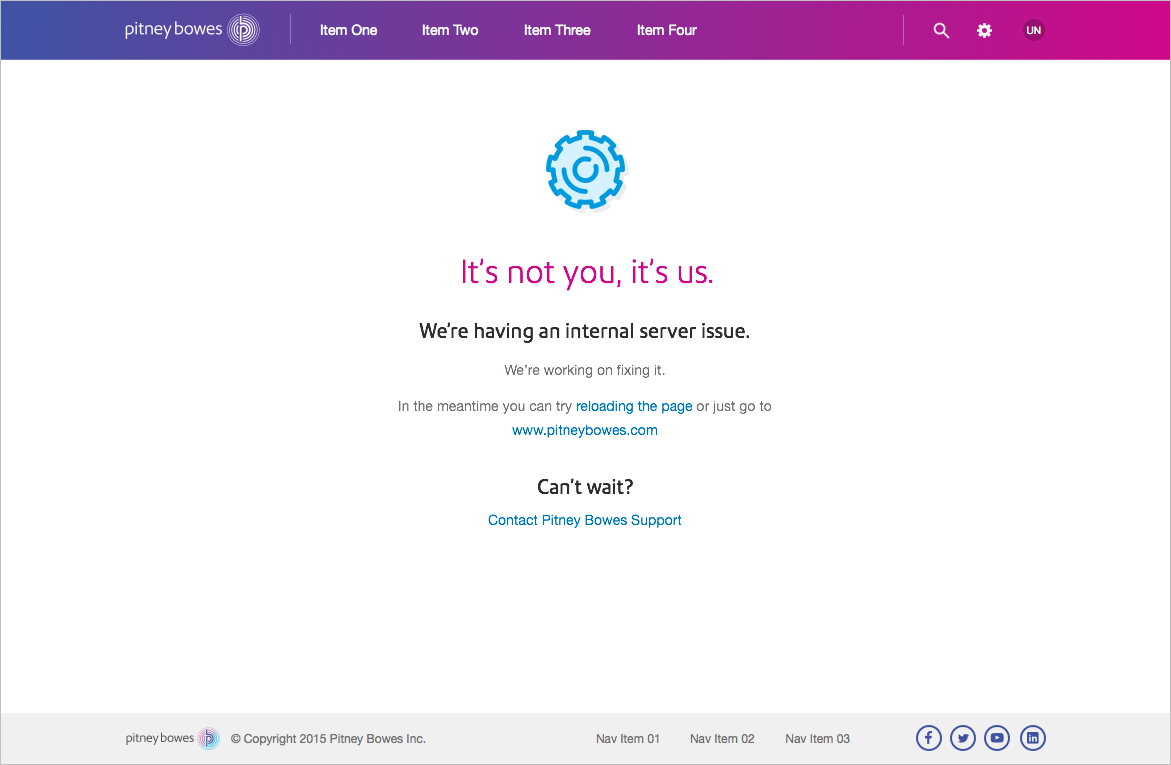 pitney bowes Item One Item Two Item Three Item Four UN
It's not you, it's us.
We're having an internal server issue.
We're working on fixing it.
In the meantime you can try reloading the page or just go to
www.pitneybowes.com
Can't wait?
Contact Pitney Bowes Support
pitney bowes © Copyright 2015 Pitney Bowes Inc. Nav Item 01 Nav Item 02 Nav Item 03